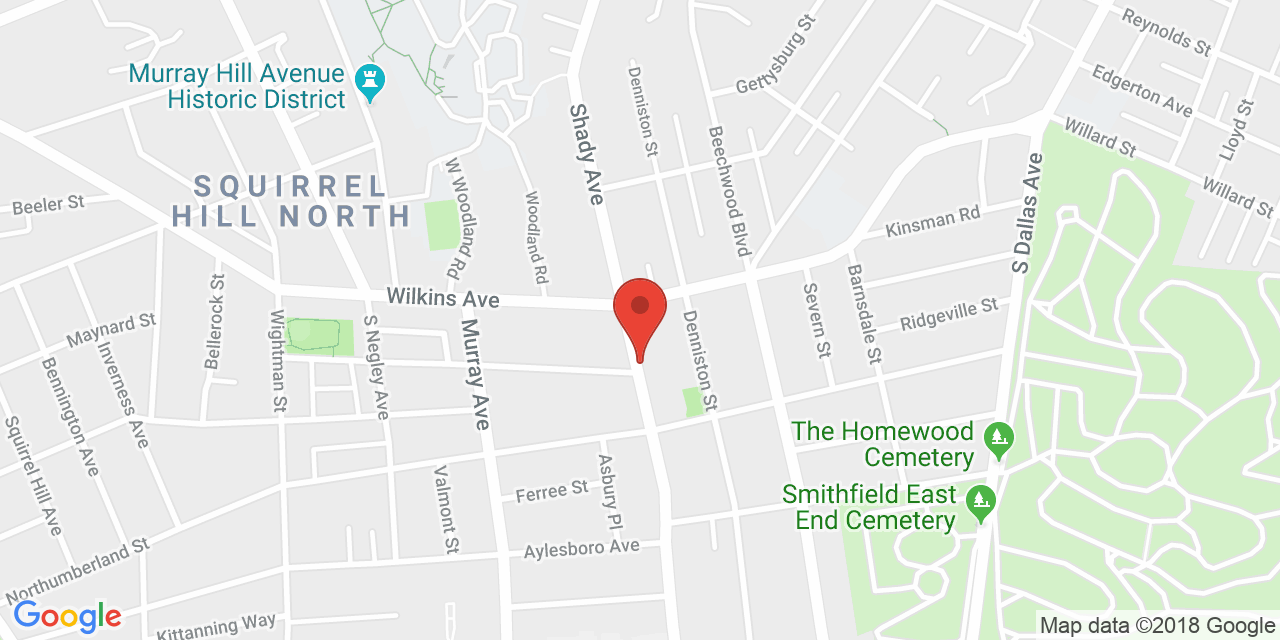 Reynolds St
Gettysburg St
Edgerton Ave
Murray Hill Avenue
Historic District
Denniston St
Shady Ave
Lloyd St
Willard St
Beechwood Blvd
SQUIRREL
HILL NORTH
Beeler St
W Woodland Rd
Woodland Rd
S Dallas Ave
Willard St
Kinsman Rd
Wilkins Ave
Bellerock St
Barnsdale St
Severn St
Ridgeville St
Maynard St
Wightman St
S Negley Ave
Murray Ave
Denniston St
Inverness Ave
Bennington Ave
Squirrel Hill Ave
The Homewood
Cemetery
Valmont St
Asbury Pl
Ferree St
Smithfield East
End Cemetery
Aylesboro Ave
Northumberland St
Kittanning Way
Google
Map data ©2018 Google